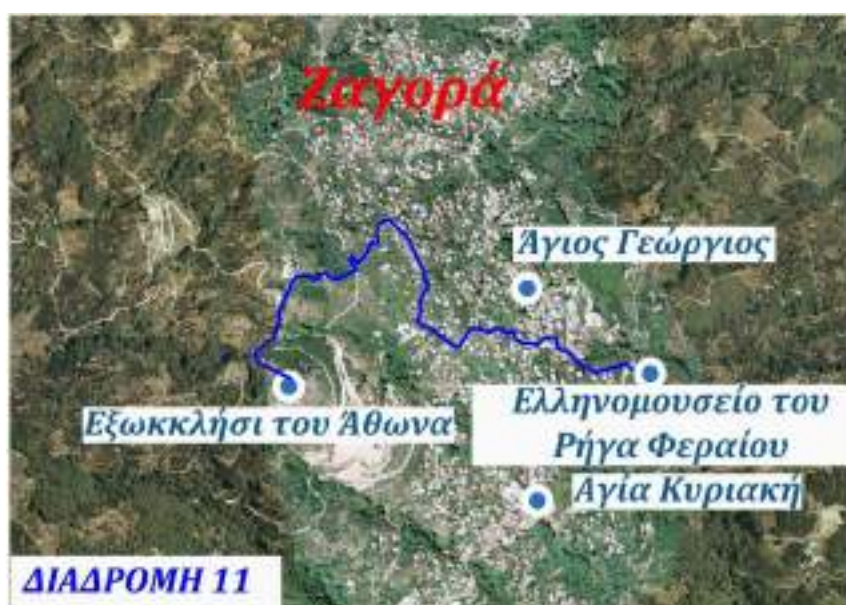 Ζαγορά
Άγιος Γεώργιος
Εξωκκλήσι του Άθωνα
Ελληνομουσείο του
Ρήγα Φεραίου
Αγία Κυριακή
ΔΙΑΔΡΟΜΗ 11